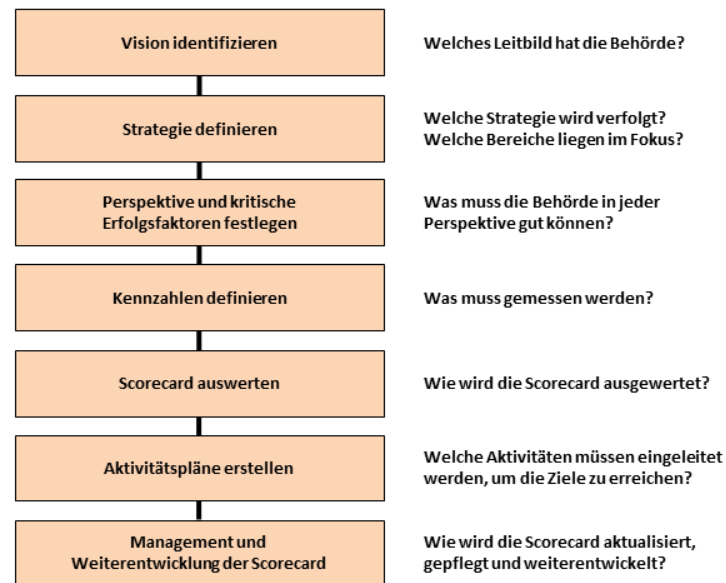 Vision identifizieren
Welches Leitbild hat die Behörde?
Strategie definieren
Welche Strategie wird verfolgt?
Welche Bereiche liegen im Fokus?
Perspektive und kritische
Erfolgsfaktoren festlegen
Was muss die Behörde in jeder
Perspektive gut können?
Kennzahlen definieren
Was muss gemessen werden?
Scorecard auswerten
Wie wird die Scorecard ausgewertet?
Aktivitätspläne erstellen
Welche Aktivitäten müssen eingeleitet
werden, um die Ziele zu erreichen?
Management und
Weiterentwicklung der Scorecard
Wie wird die Scorecard aktualisiert,
gepflegt und weiterentwickelt?